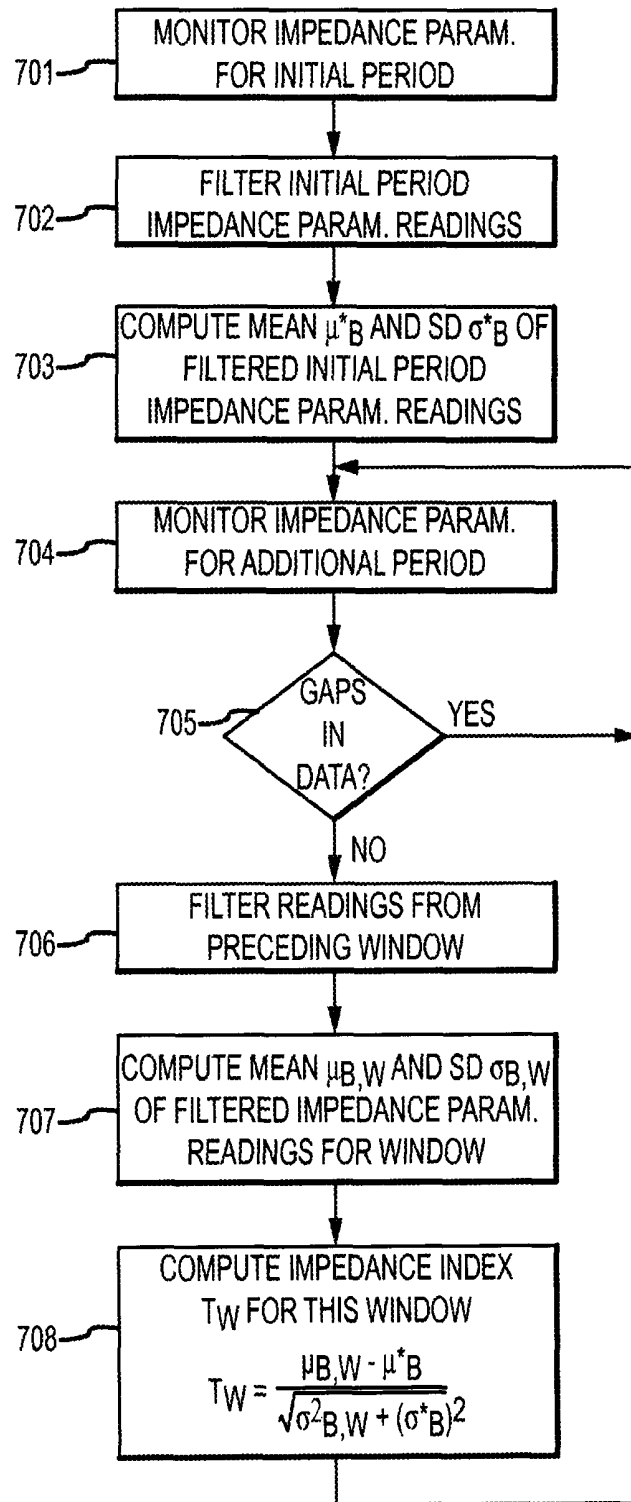 701
MONITOR IMPEDANCE PARAM.
FOR INITIAL PERIOD
702
FILTER INITIAL PERIOD
IMPEDANCE PARAM. READINGS
703
COMPUTE MEAN μ*B AND SD σ*B OF
FILTERED INITIAL PERIOD
IMPEDANCE PARAM. READINGS
704
MONITOR IMPEDANCE PARAM.
FOR ADDITIONAL PERIOD
705
GAPS
IN
DATA?
YES
NO
706
FILTER READINGS FROM
PRECEDING WINDOW
707
COMPUTE MEAN μB,W AND SD σB,W
OF FILTERED IMPEDANCE PARAM.
READINGS FOR WINDOW
708
COMPUTE IMPEDANCE INDEX
TW FOR THIS WINDOW
TW = μB,W - μ*B
√σ²B,W + (σ*B)²